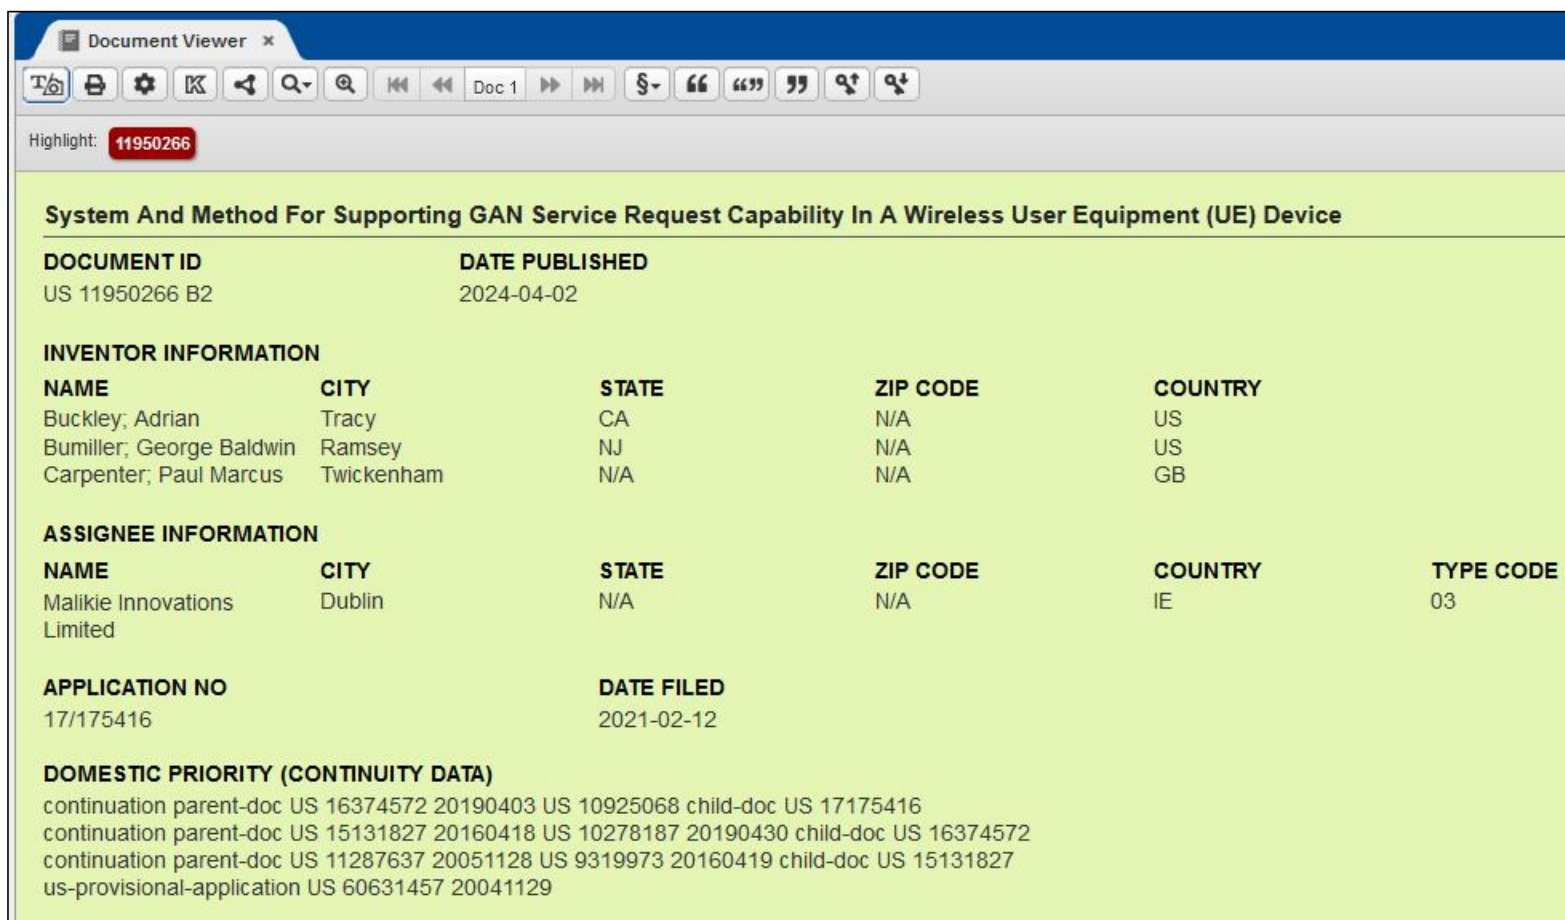 Document Viewer ×
Doc 1
Highlight: 11950266
System And Method For Supporting GAN Service Request Capability In A Wireless User Equipment (UE) Device
DOCUMENT ID DATE PUBLISHED
US 11950266 B2 2024-04-02
INVENTOR INFORMATION
NAME CITY STATE ZIP CODE COUNTRY
Buckley; Adrian Tracy CA N/A US
Bumiller; George Baldwin Ramsey NJ N/A US
Carpenter; Paul Marcus Twickenham N/A N/A GB
ASSIGNEE INFORMATION
NAME CITY STATE ZIP CODE COUNTRY TYPE CODE
Malikie Innovations Dublin N/A N/A IE 03
Limited
APPLICATION NO DATE FILED
17/175416 2021-02-12
DOMESTIC PRIORITY (CONTINUITY DATA)
continuation parent-doc US 16374572 20190403 US 10925068 child-doc US 17175416
continuation parent-doc US 15131827 20160418 US 10278187 20190430 child-doc US 16374572
continuation parent-doc US 11287637 20051128 US 9319973 20160419 child-doc US 15131827
us-provisional-application US 60631457 20041129